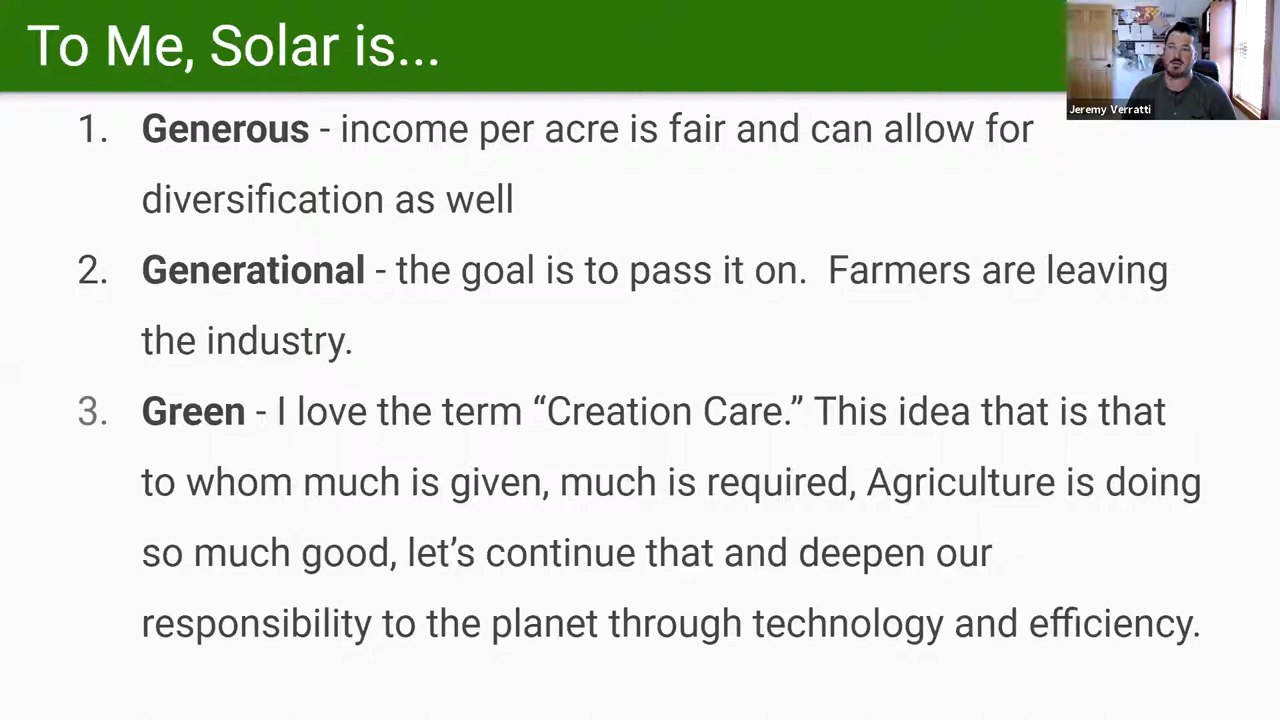 To Me, Solar is...
Jeremy Verratti
1. Generous - income per acre is fair and can allow for
diversification as well
2. Generational - the goal is to pass it on.  Farmers are leaving
the industry.
3. Green - I love the term “Creation Care.” This idea that is that
to whom much is given, much is required, Agriculture is doing
so much good, let’s continue that and deepen our
responsibility to the planet through technology and efficiency.